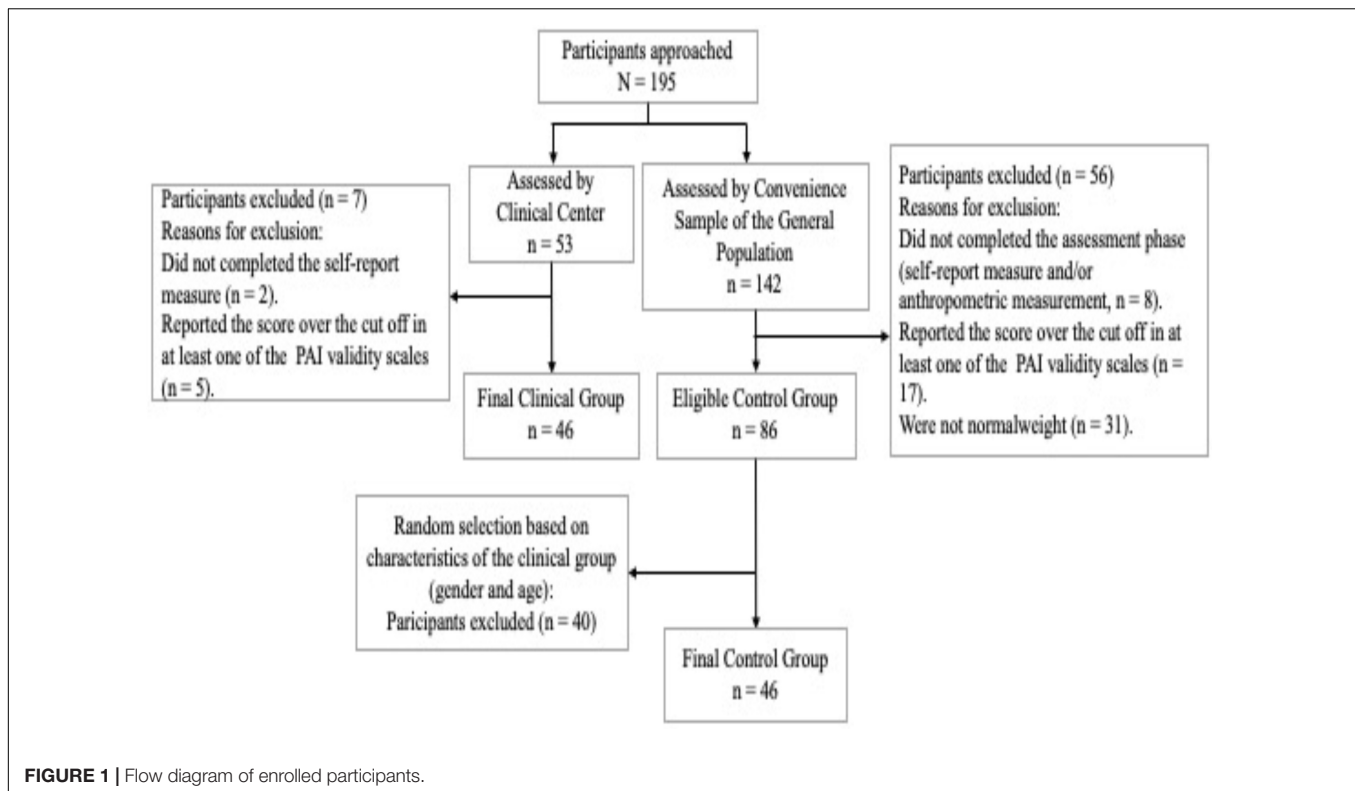 Participants approached
N = 195
Assessed by
Clinical Center
n = 53
Assessed by Convenience
Sample of the General
Population
n = 142
Participants excluded (n = 7)
Reasons for exclusion:
Did not completed the self-report
measure (n = 2).
Reported the score over the cut off in
at least one of the PAI validity scales
(n = 5).
Participants excluded (n = 56)
Reasons for exclusion:
Did not completed the assessment phase
(self-report measure and/or
anthropometric measurement, n = 8).
Reported the score over the cut off in at
least one of the PAI validity scales (n =
17).
Were not normalweight (n = 31).
Final Clinical Group
n = 46
Eligible Control Group
n = 86
Random selection based on
characteristics of the clinical group
(gender and age):
Paricipants excluded (n = 40)
Final Control Group
n = 46
FIGURE 1 | Flow diagram of enrolled participants.